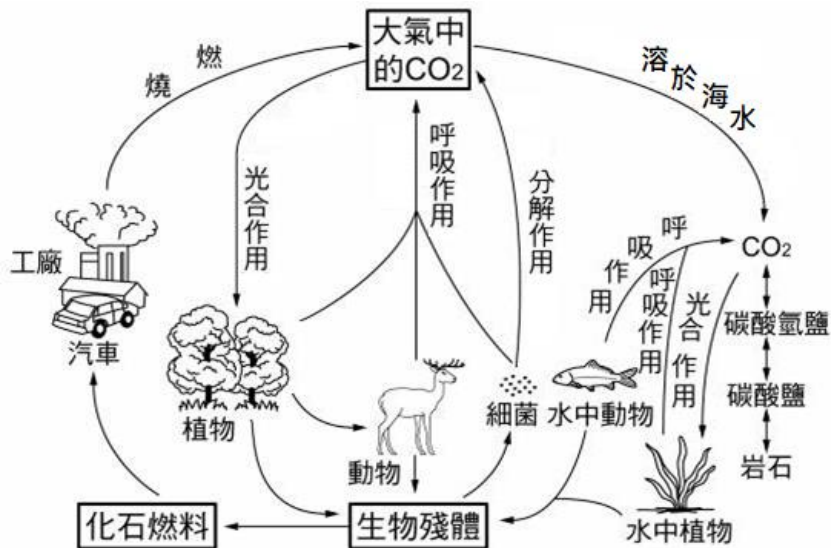 大氣中
的CO₂
燃燒
溶於海水
光合作用
呼吸作用
分解作用
呼吸作用
呼吸作用
光合作用
CO₂
碳酸氫鹽
碳酸鹽
岩石
工廠
汽車
植物
動物
細菌
水中動物
水中植物
化石燃料
生物殘體